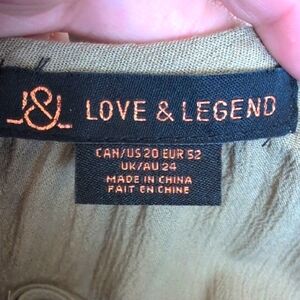 L&L LOVE & LEGEND
CAN/US 20 EUR 52
UK/AU 24
MADE IN CHINA
FAIT EN CHINE